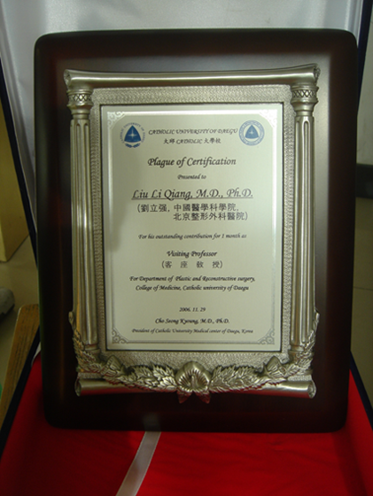 CATHOLIC UNIVERSITY OF DAEGU
大邱 CATHOLIC 大學校
Plague of Certification
Presented to
Liu Li Qiang, M.D., Ph.D.
(劉立强, 中國醫學科學院,
北京整形外科醫院)
For his outstanding contribution for 1 month as
Visiting Professor
(客 座 敎 授)
For Department of Plastic and Reconstructive surgery,
College of Medicine, Catholic university of Daegu
11. 29
Cho Seong Kyung, M.D., Ph.D.
President of Catholic University Medical center of Daegu, Korea